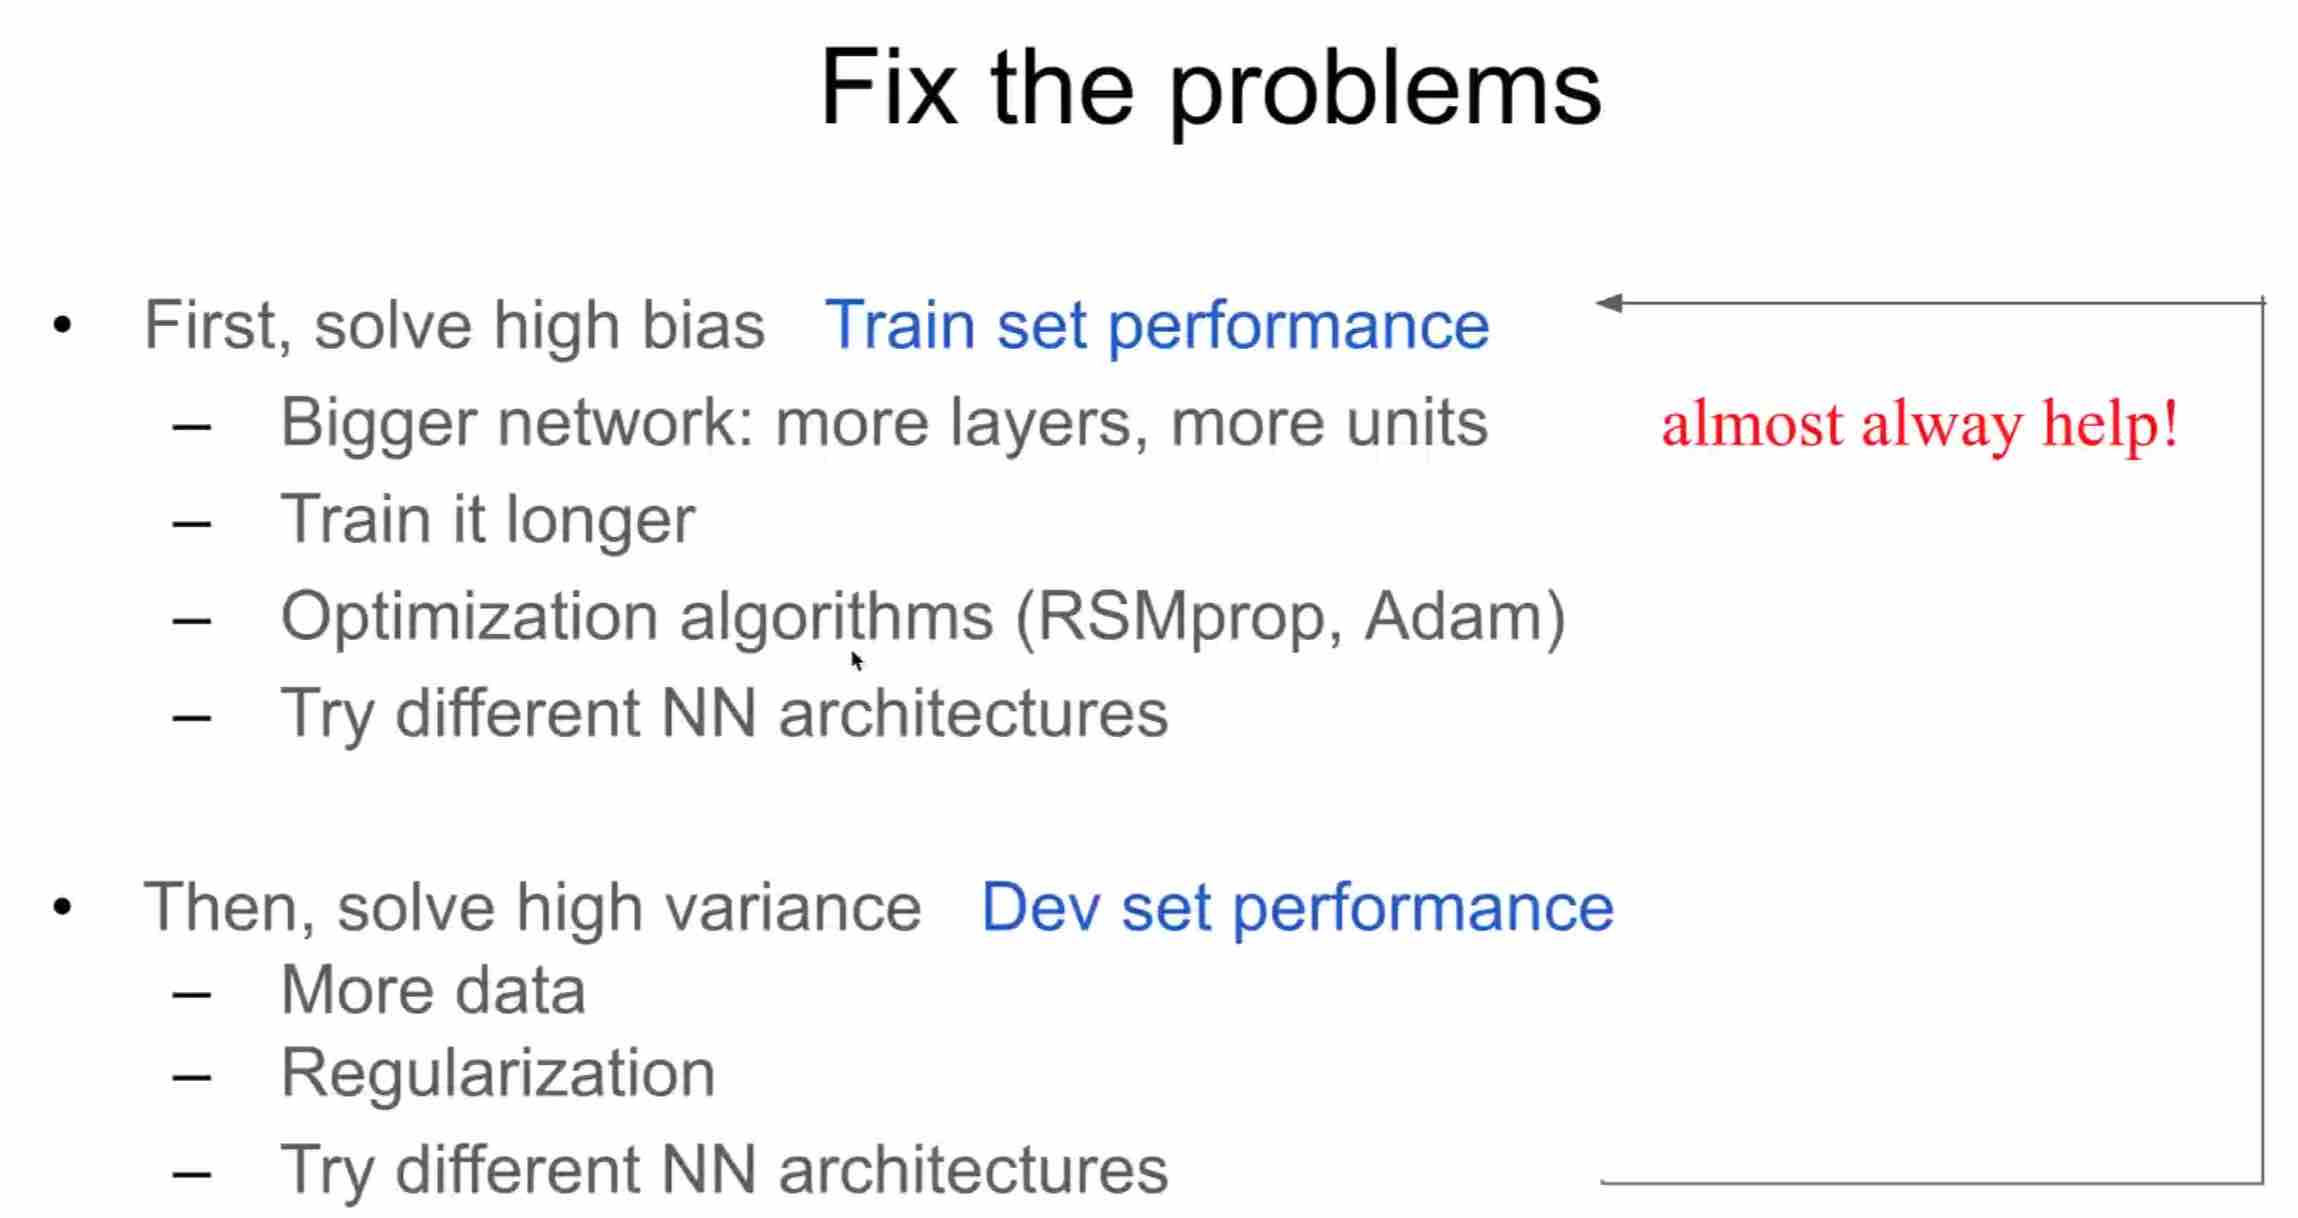 Fix the problems
• First, solve high bias Train set performance
– Bigger network: more layers, more units almost alway help!
– Train it longer
– Optimization algorithms (RSMprop, Adam)
– Try different NN architectures
• Then, solve high variance Dev set performance
– More data
– Regularization
– Try different NN architectures